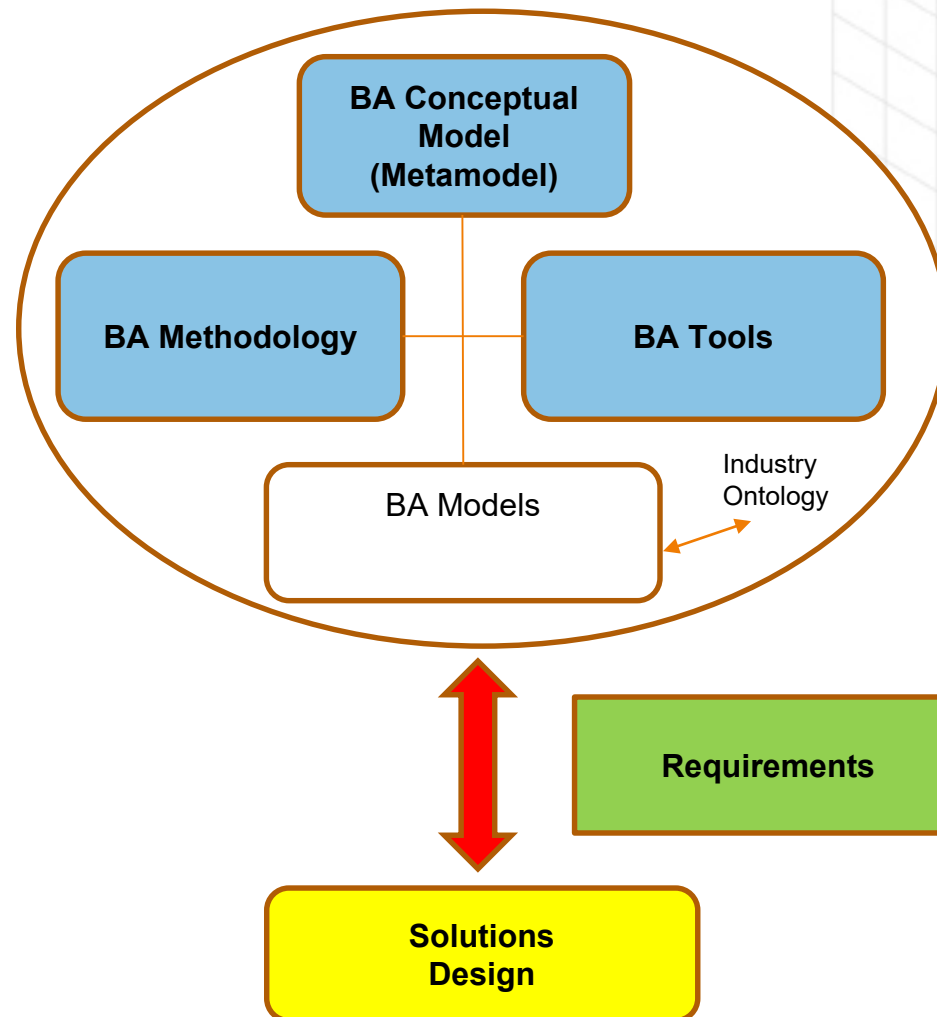 BA Conceptual
Model
(Metamodel)
BA Methodology
BA Tools
BA Models
Industry
Ontology
Requirements
Solutions
Design